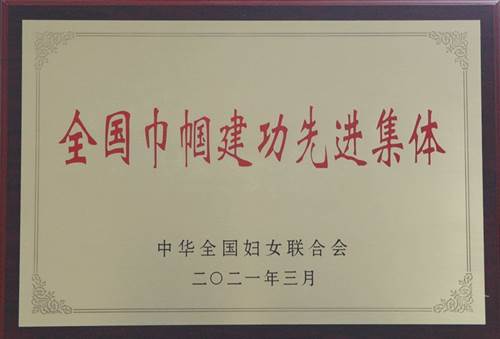 全国巾帼建功先进集体
中华全国妇女联合会
二〇二一年三月